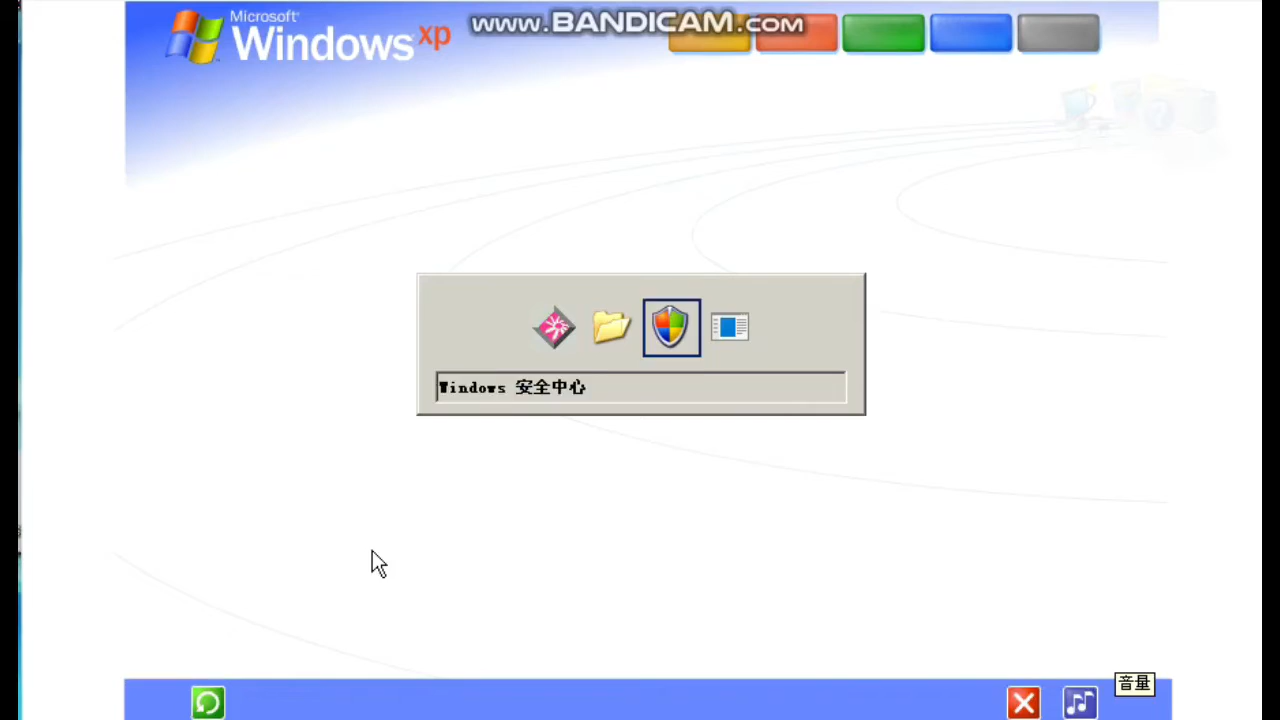 Microsoft®
Windows xp
www.BANDICAM.com
Windows 安全中心
音量